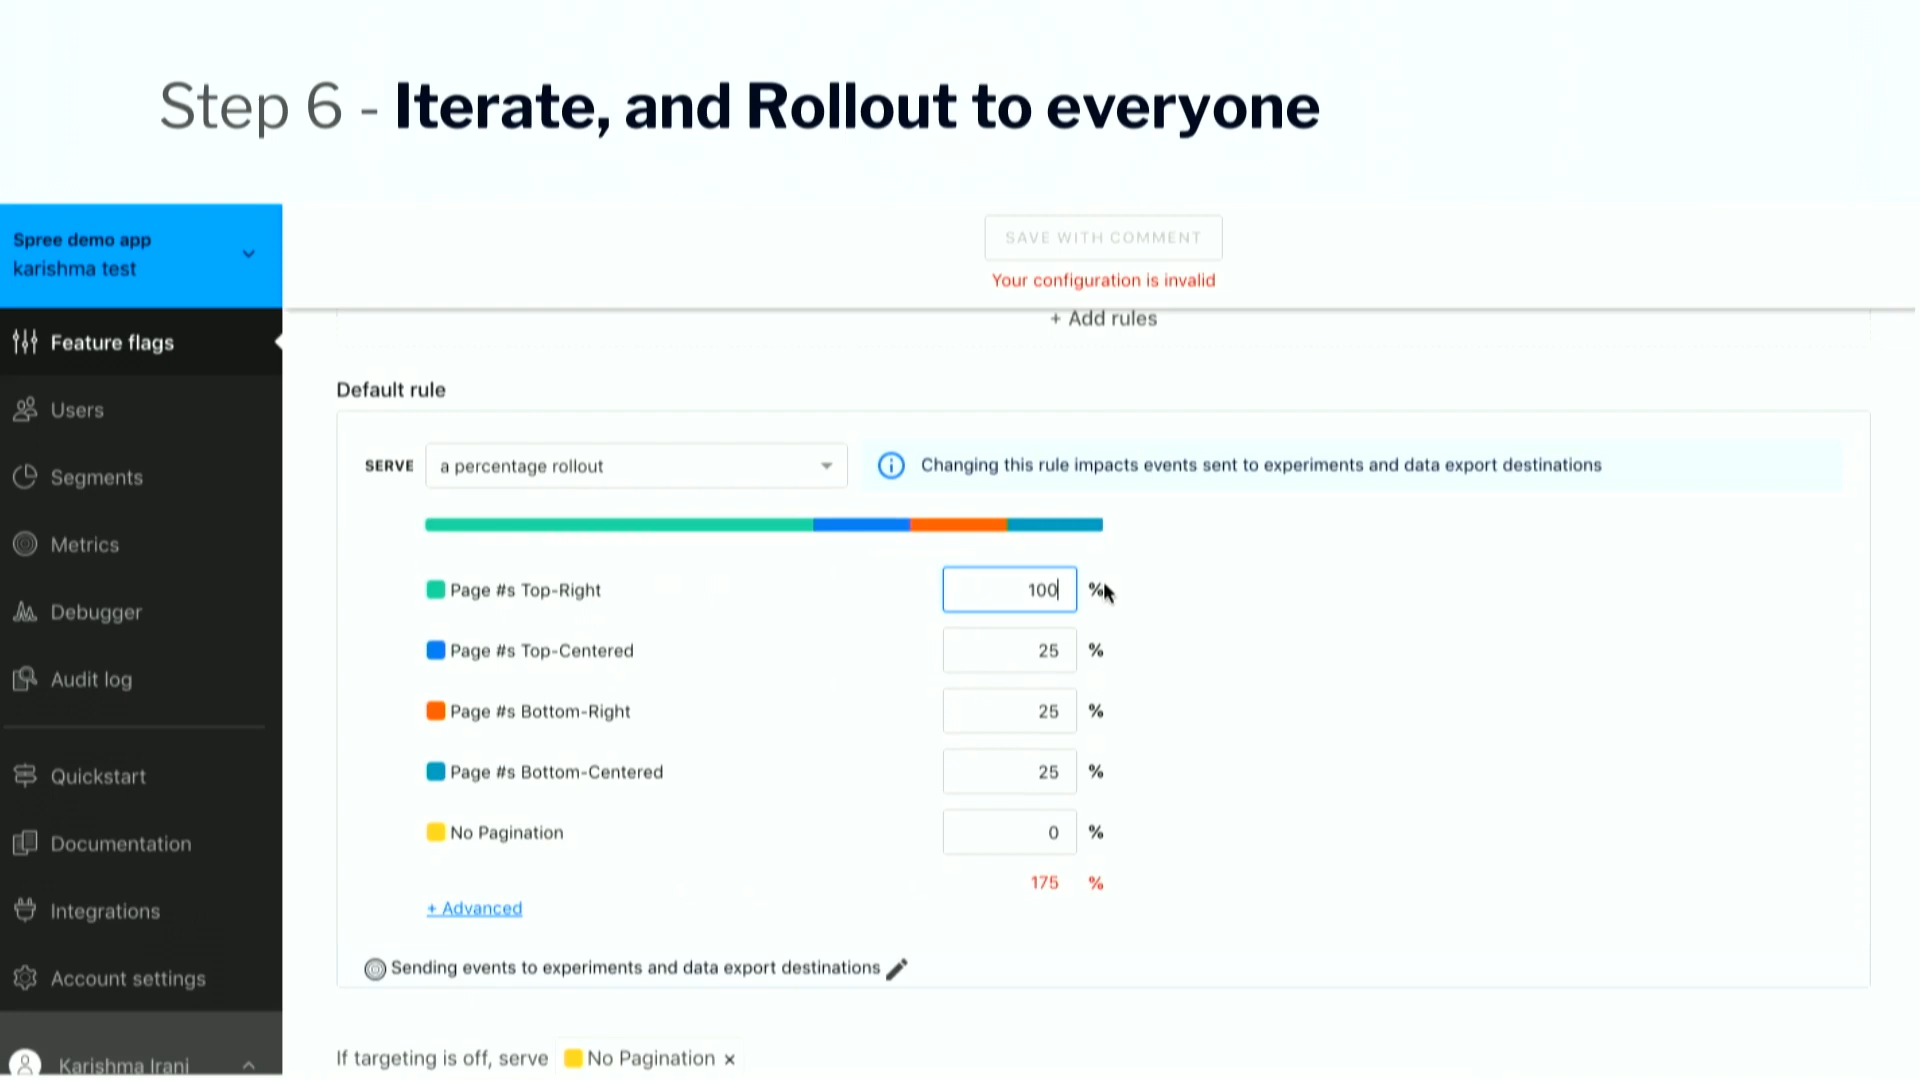 Step 6 - Iterate, and Rollout to everyone
Spree demo app
karishma test
SAVE WITH COMMENT
Your configuration is invalid
+ Add rules
Feature flags
Users
Segments
Metrics
Debugger
Audit log
Quickstart
Documentation
Integrations
Account settings
Karishma Irani
Default rule
SERVE a percentage rollout
Changing this rule impacts events sent to experiments and data export destinations
Page #s Top-Right 100 %
Page #s Top-Centered 25 %
Page #s Bottom-Right 25 %
Page #s Bottom-Centered 25 %
No Pagination 0 %
175 %
+ Advanced
Sending events to experiments and data export destinations
If targeting is off, serve No Pagination ×